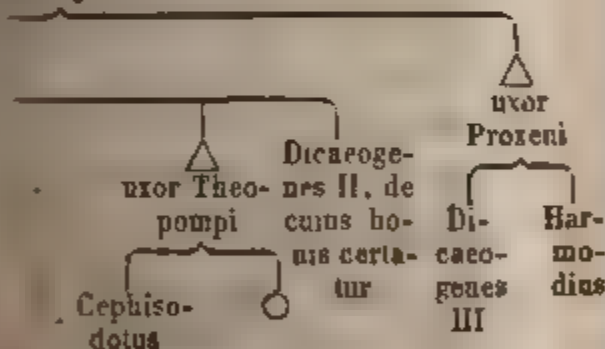 uxor
Proxeni
uxor Theo-
pompi
Dicaeoge-
nes II, de
cuius bo-
nis certa-
tur
Di-
caeo-
genes
III
Har-
mo-
dius
Cephiso-
dotus